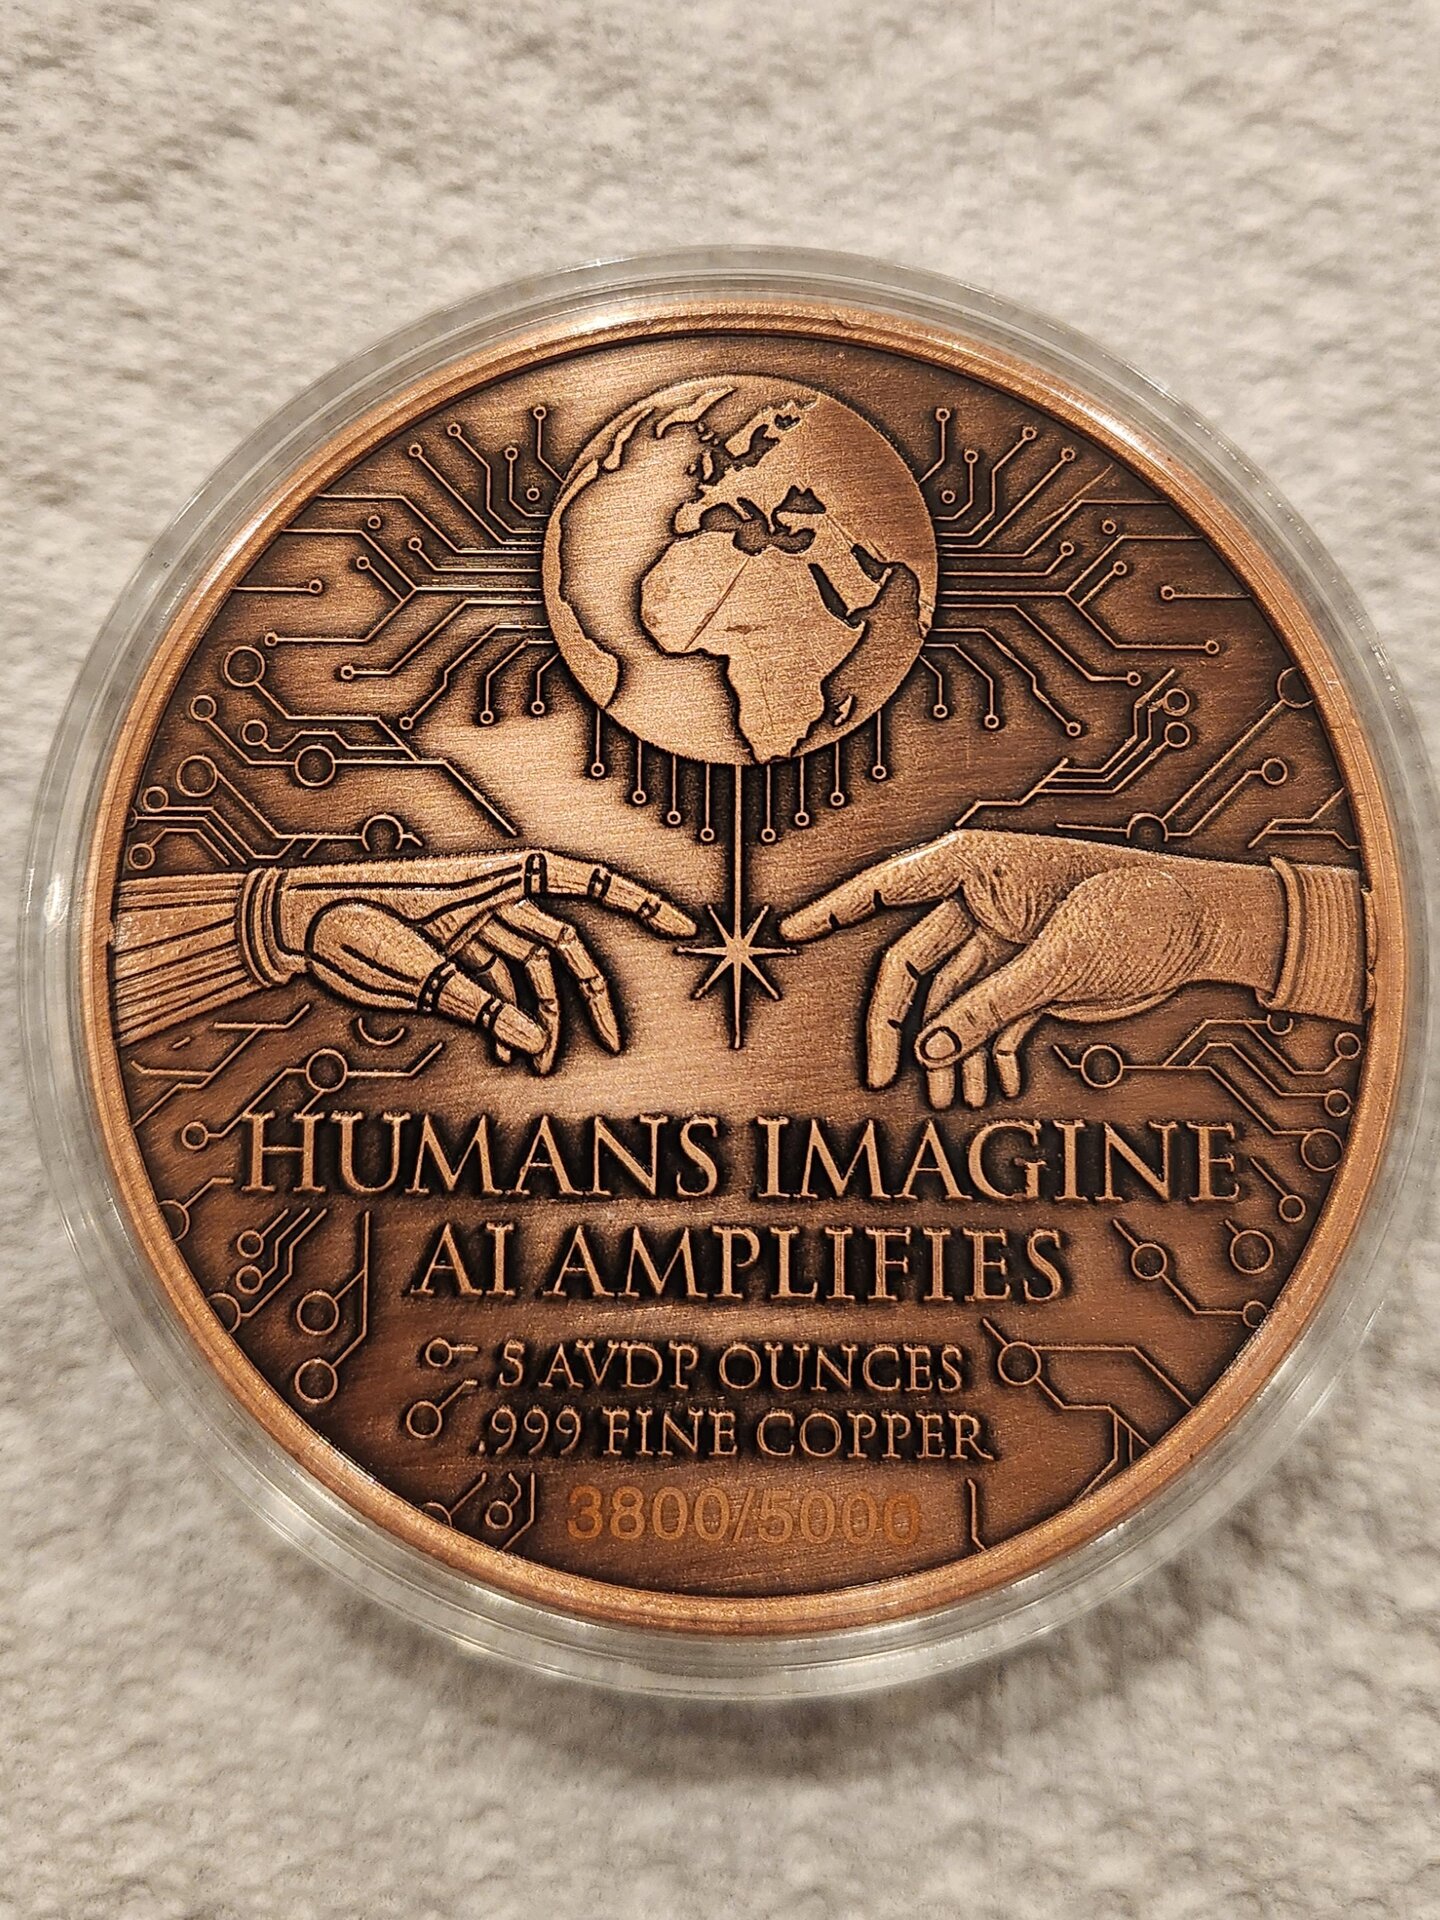 HUMANS IMAGINE
AI AMPLIFIES
5 AVDP OUNCES
.999 FINE COPPER
3800/5000